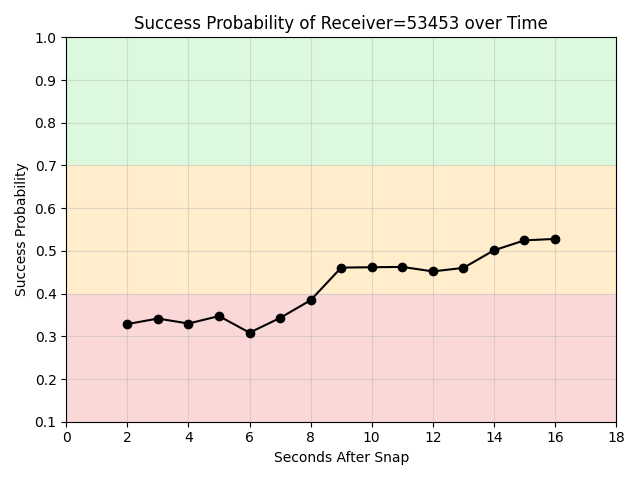 Success Probability of Receiver=53453 over Time
1.0
0.9
0.8
0.7
0.6
0.5
0.4
0.3
0.2
0.1
Success Probability
0 2 4 6 8 10 12 14 16 18
Seconds After Snap